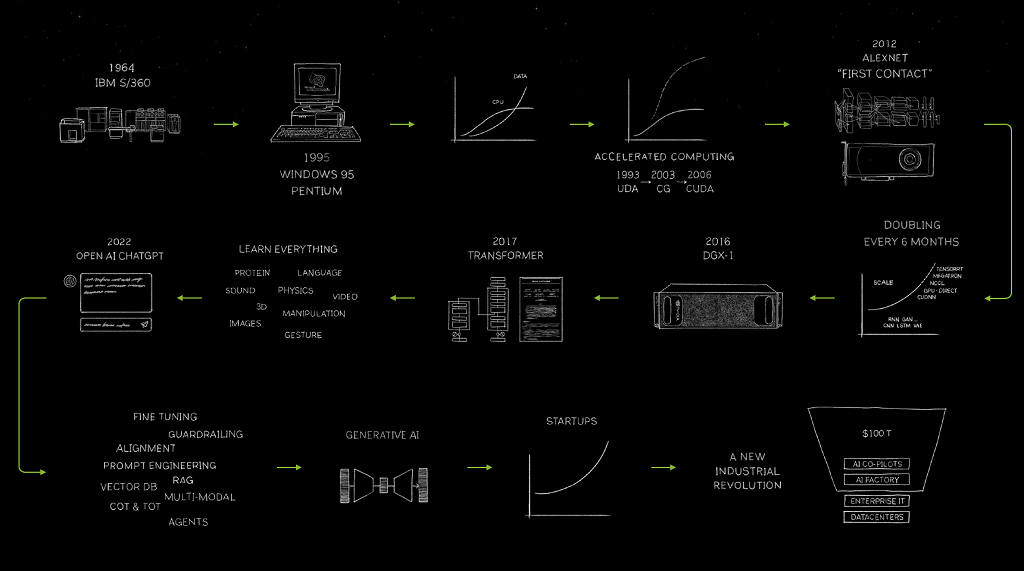 1964
IBM S/360
1995
WINDOWS 95
PENTIUM
DATA
CPU
ACCELERATED COMPUTING
1993 → 2003 → 2006
UDA CG CUDA
2012
ALEXNET
"FIRST CONTACT"
DOUBLING
EVERY 6 MONTHS
SCALE
TENSORRT
MEGATRON
NCCL
GPU-DIRECT
CUDNN
RNN GAN...
CNN LSTM VAE
2016
DGX-1
2017
TRANSFORMER
LEARN EVERYTHING
PROTEIN LANGUAGE
SOUND PHYSICS VIDEO
3D MANIPULATION
IMAGES
GESTURE
2022
OPEN AI CHATGPT
FINE TUNING
GUARDRAILING
ALIGNMENT
PROMPT ENGINEERING
RAG
VECTOR DB
MULTI-MODAL
COT & TOT
AGENTS
GENERATIVE AI
STARTUPS
A NEW
INDUSTRIAL
REVOLUTION
$100 T
AI CO-PILOTS
AI FACTORY
ENTERPRISE IT
DATACENTERS